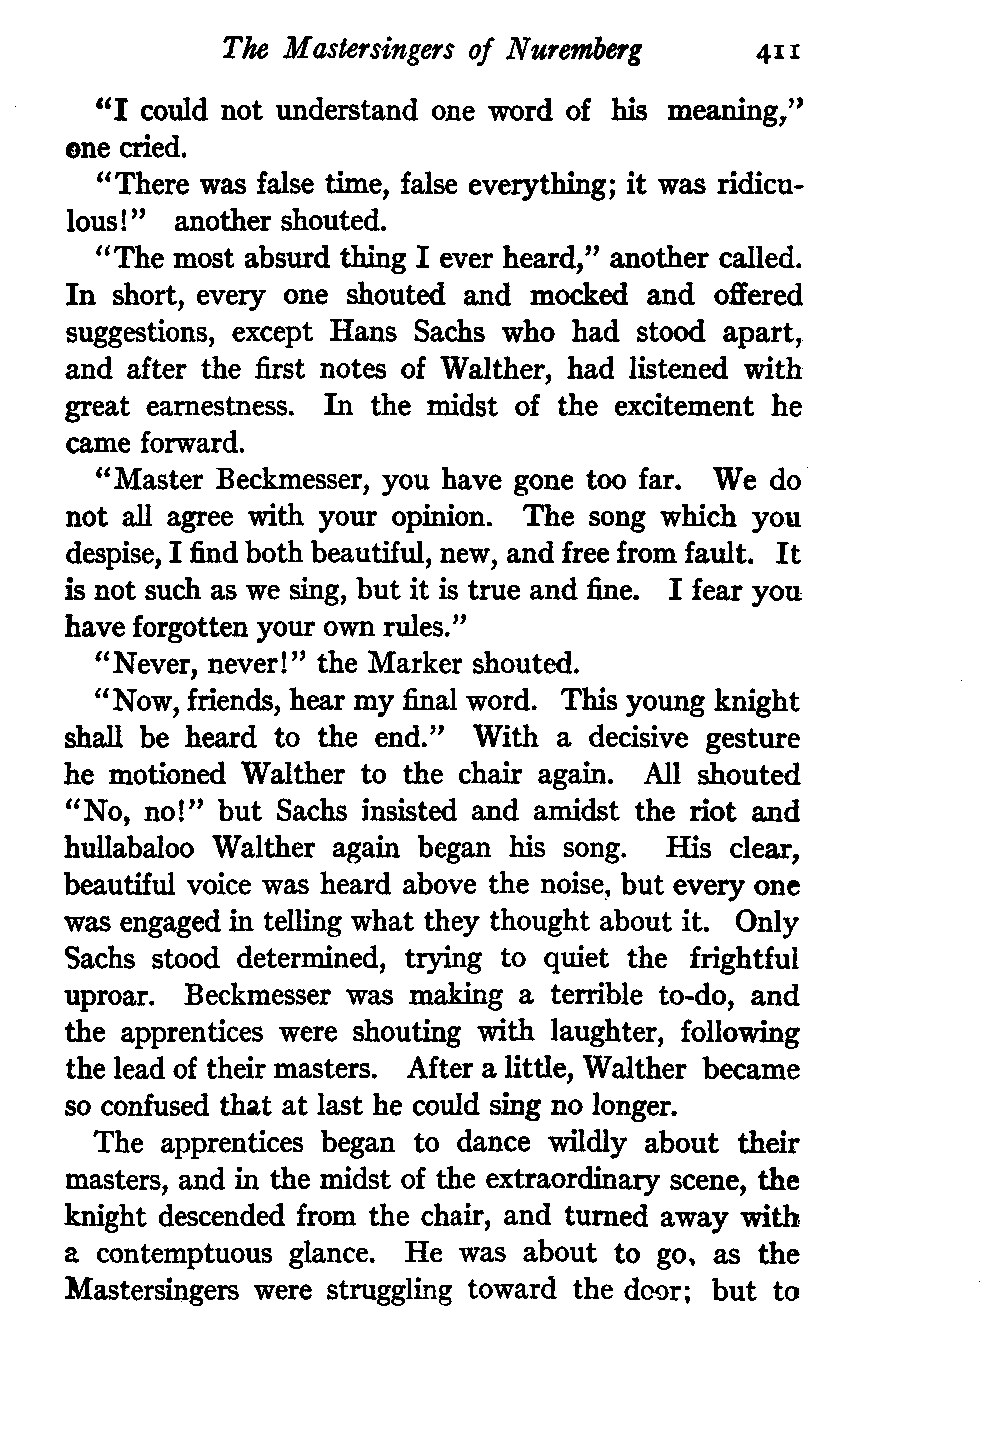 The Mastersingers of Nuremberg 411
"I could not understand one word of his meaning,"
one cried.
"There was false time, false everything; it was ridicu-
lous!" another shouted.
"The most absurd thing I ever heard," another called.
In short, every one shouted and mocked and offered
suggestions, except Hans Sachs who had stood apart,
and after the first notes of Walther, had listened with
great earnestness. In the midst of the excitement he
came forward.
"Master Beckmesser, you have gone too far. We do
not all agree with your opinion. The song which you
despise, I find both beautiful, new, and free from fault. It
is not such as we sing, but it is true and fine. I fear you
have forgotten your own rules."
"Never, never!" the Marker shouted.
"Now, friends, hear my final word. This young knight
shall be heard to the end." With a decisive gesture
he motioned Walther to the chair again. All shouted
"No, no!" but Sachs insisted and amidst the riot and
hullabaloo Walther again began his song. His clear,
beautiful voice was heard above the noise, but every one
was engaged in telling what they thought about it. Only
Sachs stood determined, trying to quiet the frightful
uproar. Beckmesser was making a terrible to-do, and
the apprentices were shouting with laughter, following
the lead of their masters. After a little, Walther became
so confused that at last he could sing no longer.
The apprentices began to dance wildly about their
masters, and in the midst of the extraordinary scene, the
knight descended from the chair, and turned away with
a contemptuous glance. He was about to go, as the
Mastersingers were struggling toward the door; but to